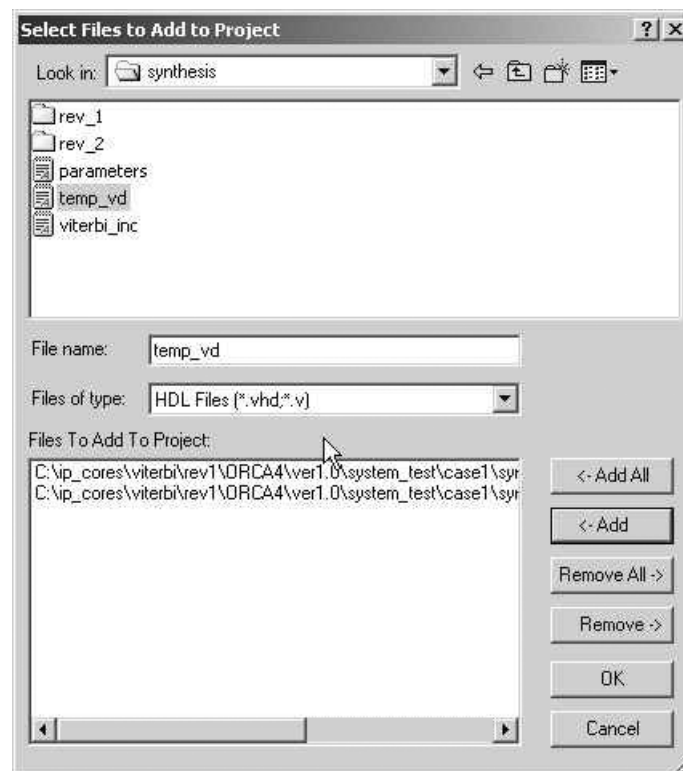 Select Files to Add to Project
Look in: synthesis
rev_1
rev_2
parameters
temp_vd
viterbi_inc
File name: temp_vd
Files of type: HDL Files (*.vhd;*.v)
Files To Add To Project:
C:\ip_cores\viterbi\rev1\ORCA4\ver1.0\system_test\case1\syr
C:\ip_cores\viterbi\rev1\ORCA4\ver1.0\system_test\case1\syr
<- Add All
<- Add
Remove All ->
Remove ->
OK
Cancel